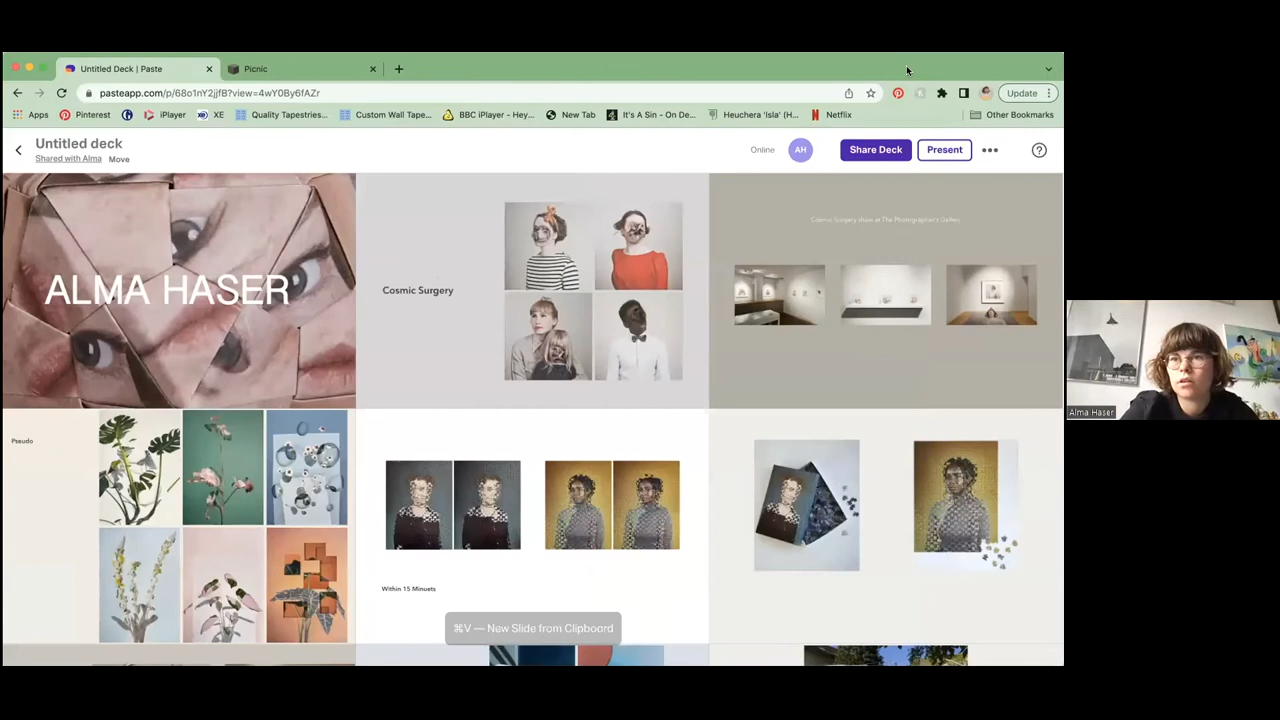 Untitled Deck | Paste
Picnic
pasteapp.com/p/68o1nY2jjfB?view=4wY0By6fAZr
Update
Apps
Pinterest
iPlayer
XE
Quality Tapestries...
Custom Wall Tape...
BBC iPlayer - Hey...
New Tab
It's A Sin - On De...
Heuchera 'Isla' (H...
Netflix
Other Bookmarks
Untitled deck
Shared with Alma Move
Online
AH
Share Deck
Present
ALMA HASER
Cosmic Surgery
Cosmic Surgery show at The Photographer's Gallery
Alma Haser
Pseudo
Within 15 Minuets
⌘V — New Slide from Clipboard